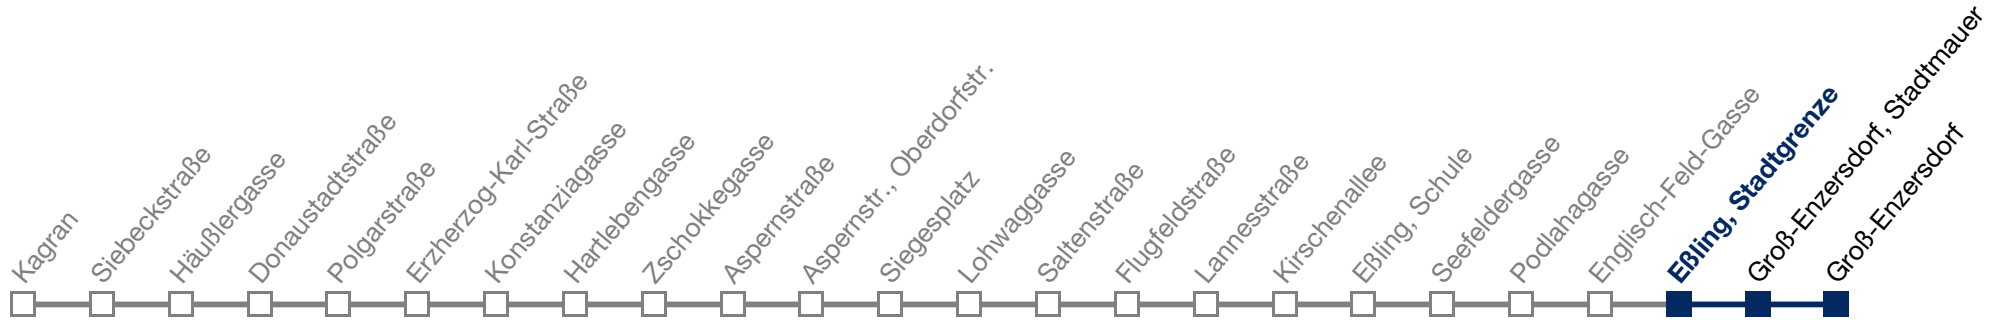 Kagran
Siebeckstraße
Häußlergasse
Donaustadtstraße
Polgarstraße
Erzherzog-Karl-Straße
Konstanziagasse
Hartlebengasse
Zschokkegasse
Aspernstraße
Aspernstr., Oberdorfstr.
Siegesplatz
Lohwaggasse
Saltenstraße
Flugfeldstraße
Lannesstraße
Kirschenallee
Eßling, Schule
Seefeldergasse
Podlahagasse
Englisch-Feld-Gasse
Eßling, Stadtgrenze
Groß-Enzersdorf, Stadtmauer
Groß-Enzersdorf